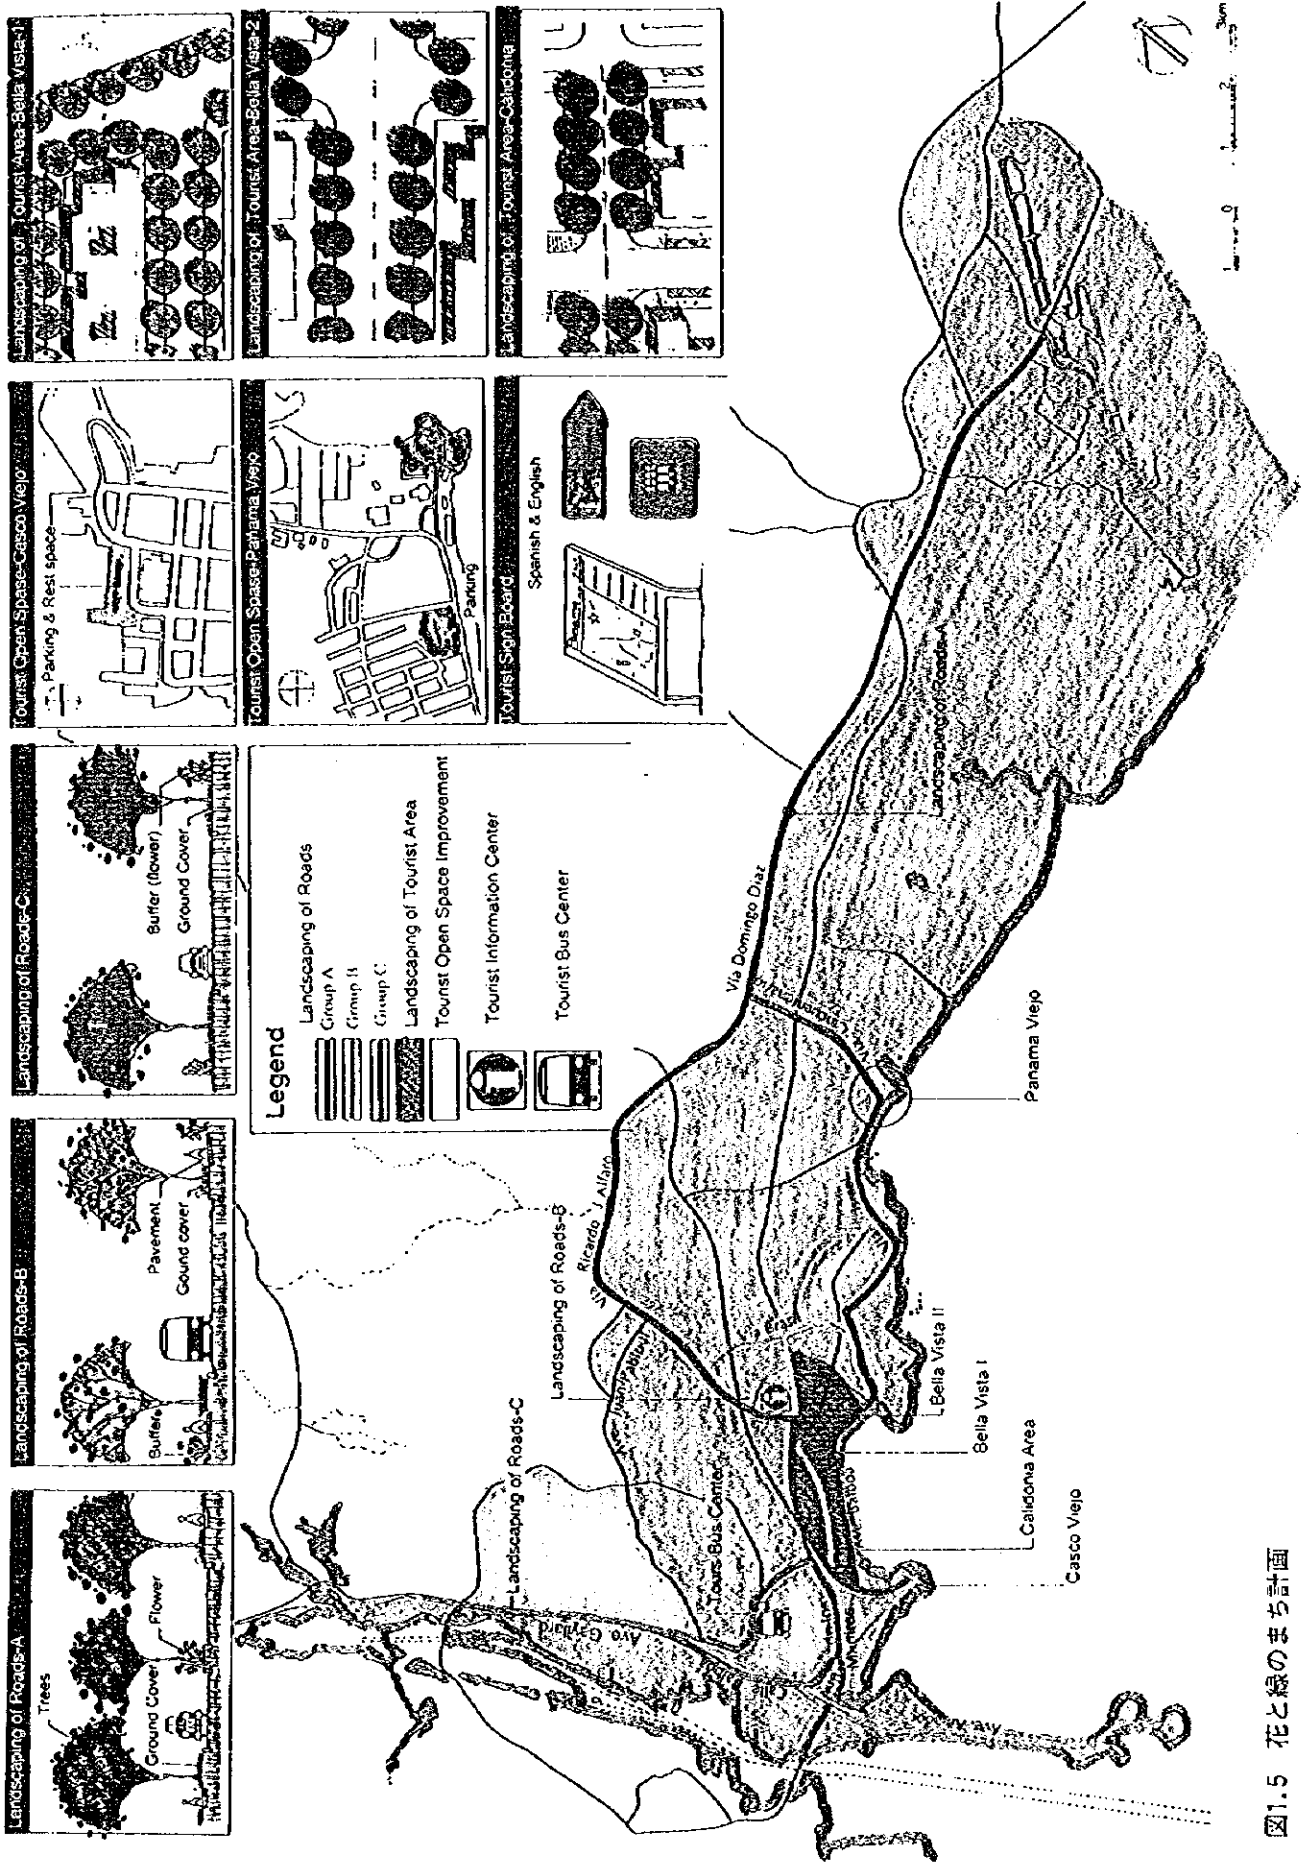 Landscaping of Roads-A
Trees
Ground Cover
Flower
Landscaping of Roads-B
Buffer
Pavement
Gound cover
Landscaping of Roads-C
Buffer (flower)
Ground Cover
Tourist Open Spase-Casco Viejo
Parking & Rest space
Landscaping of Tourist Area-Bella Vista-1
Tourist Open Spase-Panama Viejo
Parking
Landscaping of Tourist Area-Bella Vista-2
Tourist Sign Board
Spanish & English
Landscaping of Tourist Area-Calidonia
Legend
Landscaping of Roads
Group A
Group B
Group C
Landscaping of Tourist Area
Tourist Open Space Improvement
Tourist Information Center
Tourist Bus Center
Landscaping of Roads-C
Landscaping of Roads-B
Via Ricardo J Alfaro
Via Domingo Diaz
Landscaping of Roads-A
Ave Gayllard
Tours Bus Center
Panama Viejo
Bella Vista II
Bella Vista I
Calidonia Area
Casco Viejo
0 1 2 3km
図1.5 花と緑のまち計画